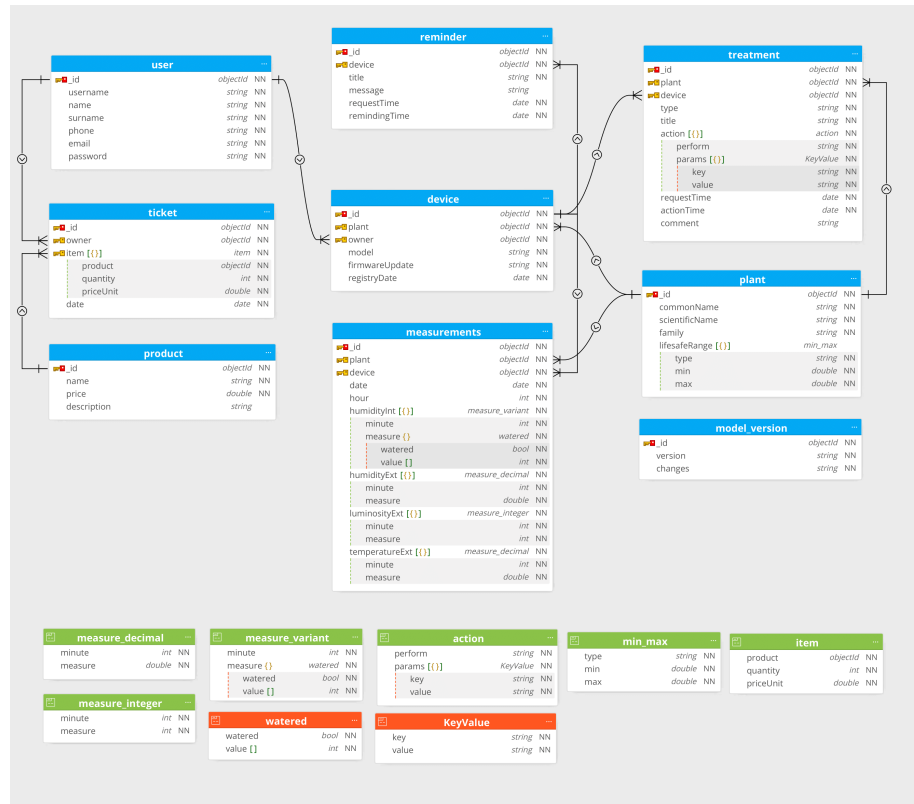 user ...
_id objectId NN
username string NN
name string NN
surname string NN
phone string NN
email string NN
password string NN
ticket ...
_id objectId NN
owner objectId NN
item [{}] item NN
product objectId NN
quantity int NN
priceUnit double NN
date date NN
product ...
_id objectId NN
name string NN
price double NN
description string
reminder ...
_id objectId NN
device objectId NN
title string NN
message string
requestTime date NN
remindingTime date NN
device ...
_id objectId NN
plant objectId NN
owner objectId NN
model string NN
firmwareUpdate string NN
registryDate date NN
measurements ...
_id objectId NN
plant objectId NN
device objectId NN
date date NN
hour int NN
humidityInt [{}] measure_variant NN
minute int NN
measure {} watered NN
watered bool NN
value [] int NN
humidityExt [{}] measure_decimal NN
minute int NN
measure double NN
luminosityExt [{}] measure_integer NN
minute int NN
measure int NN
temperatureExt [{}] measure_decimal NN
minute int NN
measure double NN
treatment ...
_id objectId NN
plant objectId NN
device objectId NN
type string NN
title string NN
action [{}] action NN
perform string NN
params [{}] KeyValue NN
key string NN
value string NN
requestTime date NN
actionTime date NN
comment string
plant ...
_id objectId NN
commonName string NN
scientificName string NN
family string NN
lifesafeRange [{}] min_max
type string NN
min double NN
max double NN
model_version ...
_id objectId NN
version string NN
changes string NN
measure_decimal ...
minute int NN
measure double NN
measure_integer ...
minute int NN
measure int NN
measure_variant ...
minute int NN
measure {} watered NN
watered bool NN
value [] int NN
watered ...
watered bool NN
value [] int NN
action ...
perform string NN
params [{}] KeyValue NN
key string NN
value string NN
KeyValue ...
key string NN
value string NN
min_max ...
type string NN
min double NN
max double NN
item ...
product objectId NN
quantity int NN
priceUnit double NN